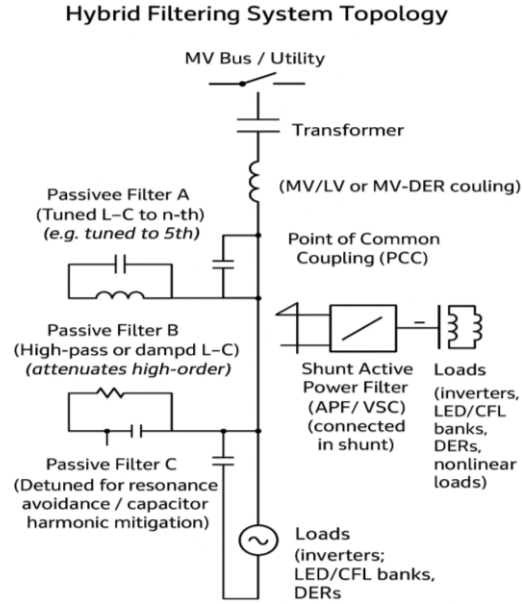 Hybrid Filtering System Topology
MV Bus / Utility
Transformer
(MV/LV or MV-DER couling)
Passivee Filter A
(Tuned L–C to n-th)
(e.g. tuned to 5th)
Point of Common
Coupling (PCC)
Passive Filter B
(High-pass or dampd L–C)
(attenuates high-order)
Shunt Active
Power Filter
(APF/ VSC)
(connected
in shunt)
Loads
(inverters,
LED/CFL
banks,
DERs,
nonlinear
loads)
Passive Filter C
(Detuned for resonance
avoidance / capacitor
harmonic mitigation)
Loads
(inverters;
LED/CFL banks,
DERs